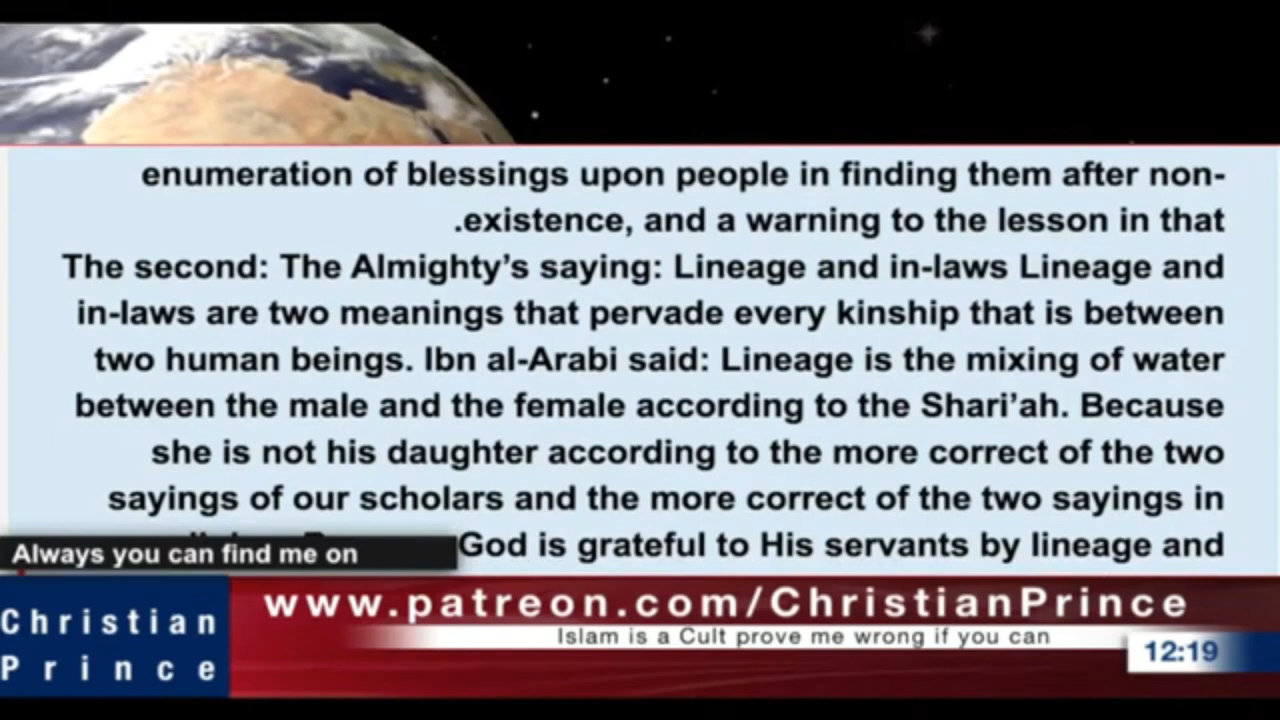 enumeration of blessings upon people in finding them after non-
.existence, and a warning to the lesson in that
The second: The Almighty's saying: Lineage and in-laws Lineage and
in-laws are two meanings that pervade every kinship that is between
two human beings. Ibn al-Arabi said: Lineage is the mixing of water
between the male and the female according to the Shari'ah. Because
she is not his daughter according to the more correct of the two
sayings of our scholars and the more correct of the two sayings in
God is grateful to His servants by lineage and
Always you can find me on
www.patreon.com/ChristianPrince
Islam is a Cult prove me wrong if you can
Christian
Prince
12:19